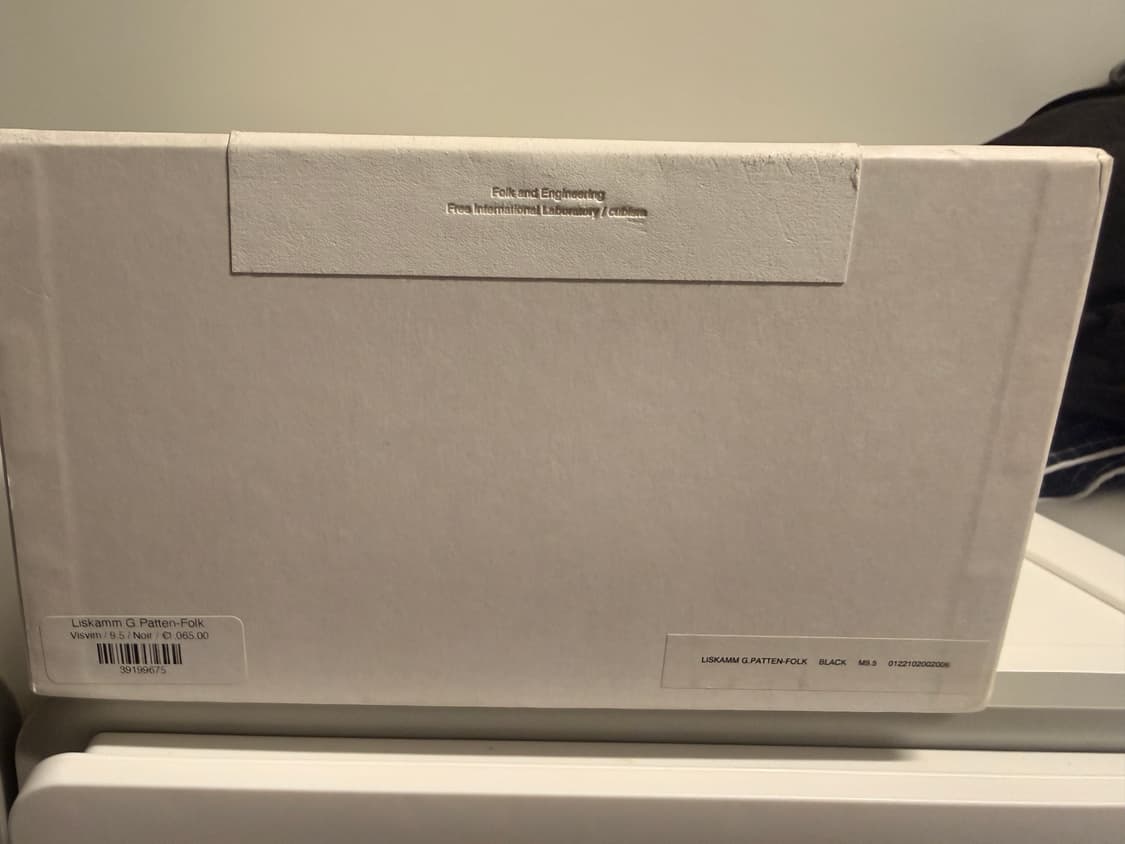 Folk and Engineering
Free International Laboratory / cubism
Liskamm G Patten-Folk
Visvim / 9.5 / Noir / €1,065.00
39199675
LISKAMM G.PATTEN-FOLK BLACK M9.5 0122102002006